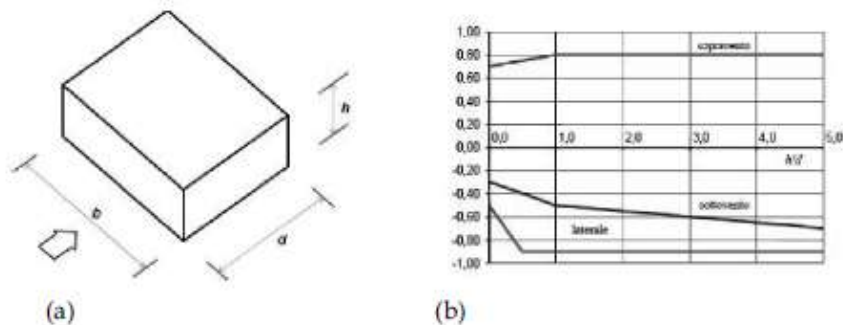 h
b
d
(a)
1,00
0,80
sopravento
0,60
0,40
0,20
0,00
0,0
1,0
2,0
3,0
4,0
5,0
h/d
-0,20
-0,40
sottovento
-0,60
laterale
-0,80
-1,00
(b)